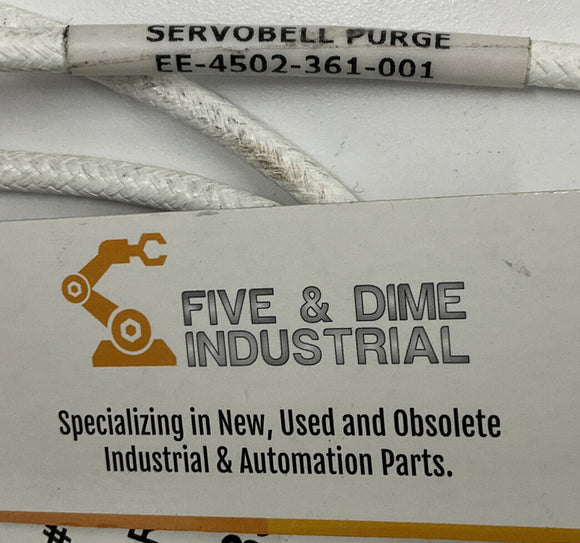 SERVOBELL PURGE
EE-4502-361-001
FIVE & DIME
INDUSTRIAL
Specializing in New, Used and Obsolete
Industrial & Automation Parts.
#